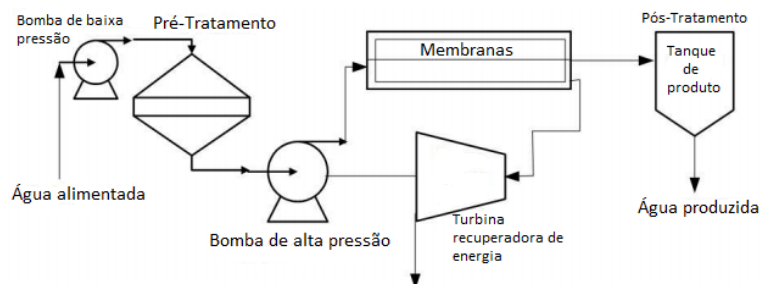 Bomba de baixa
pressão
Pré-Tratamento
Membranas
Pós-Tratamento
Tanque
de
produto
Água alimentada
Bomba de alta pressão
Turbina
recuperadora de
energia
Água produzida